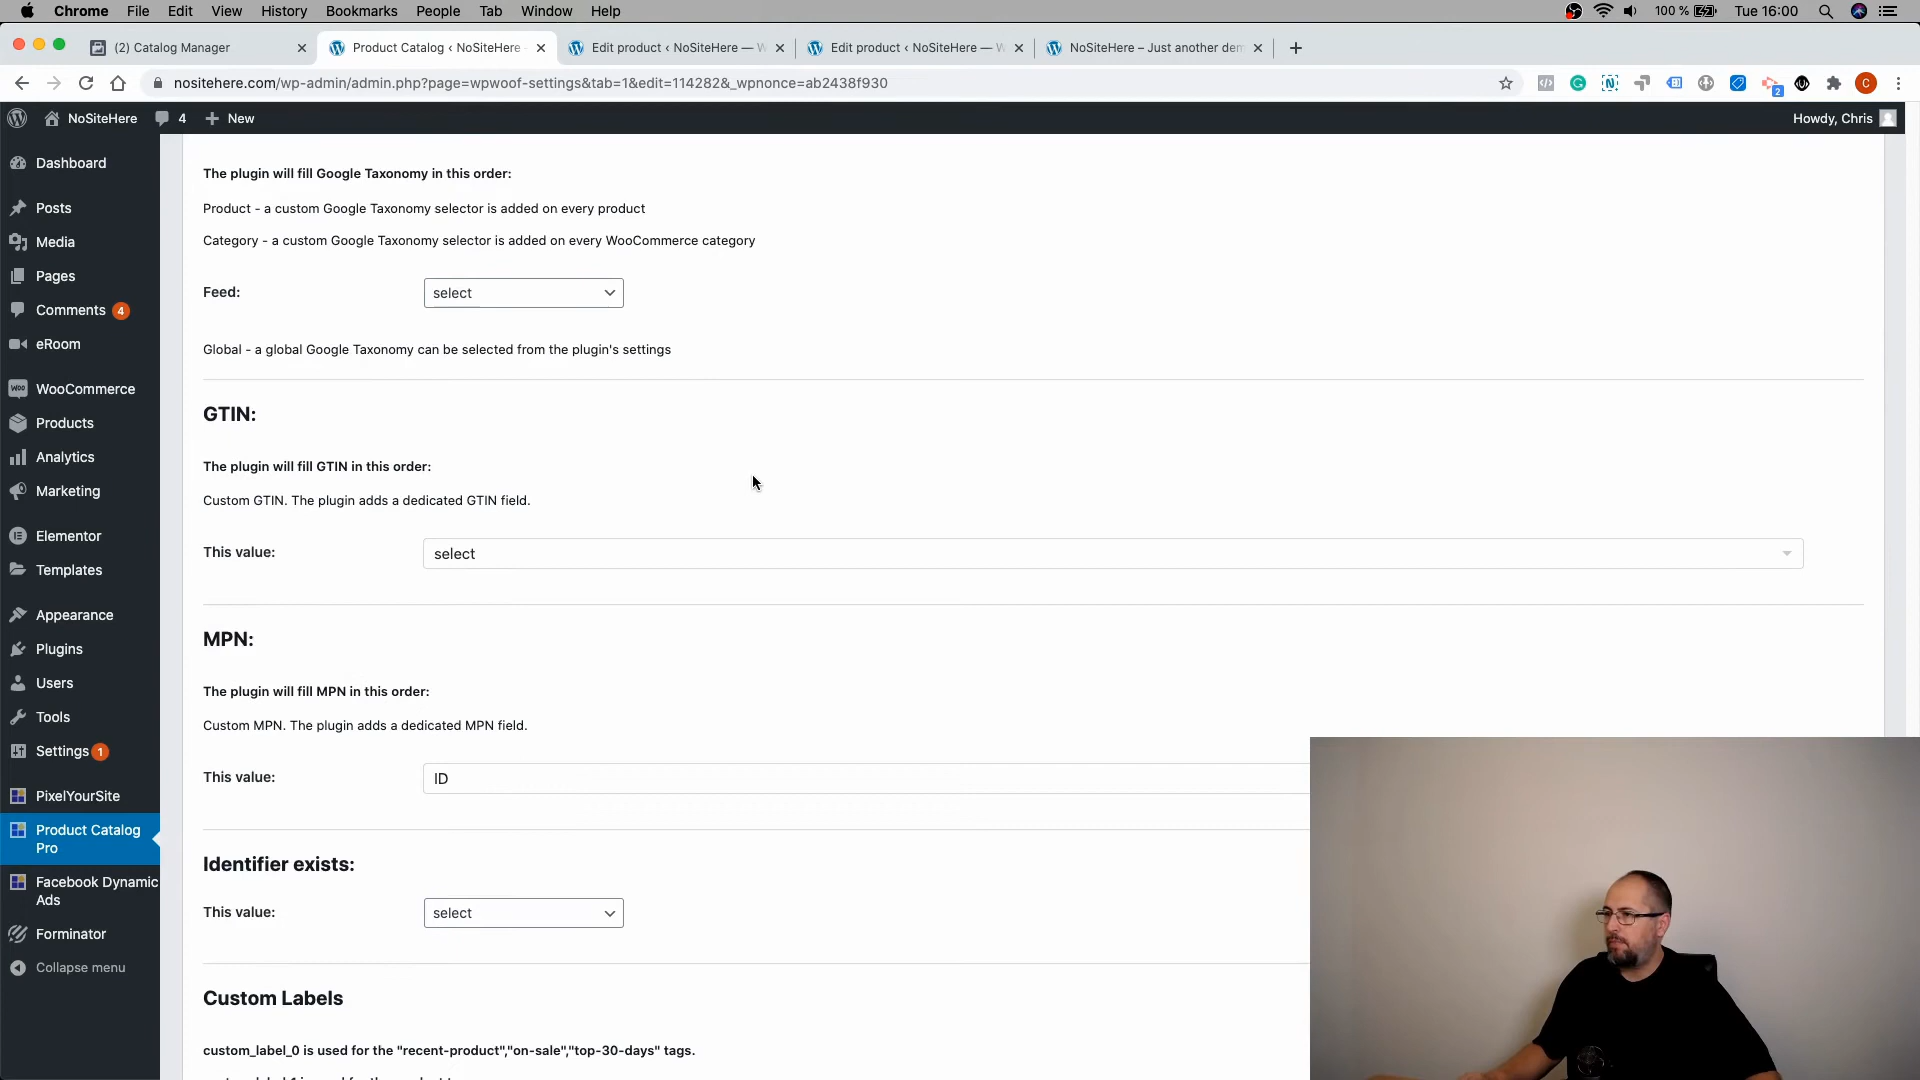 Chrome File Edit View History Bookmarks People Tab Window Help 100 % Tue 16:00
(2) Catalog Manager
Product Catalog ‹ NoSiteHere -
Edit product ‹ NoSiteHere — W
Edit product ‹ NoSiteHere — W
NoSiteHere – Just another dem
nositehere.com/wp-admin/admin.php?page=wpwoof-settings&tab=1&edit=114282&_wpnonce=ab2438f930
2
C
NoSiteHere 4 New Howdy, Chris
Dashboard
Posts
Media
Pages
Comments 4
eRoom
WooCommerce
Products
Analytics
Marketing
Elementor
Templates
Appearance
Plugins
Users
Tools
Settings 1
PixelYourSite
Product Catalog
Pro
Facebook Dynamic
Ads
Forminator
Collapse menu
The plugin will fill Google Taxonomy in this order:
Product - a custom Google Taxonomy selector is added on every product
Category - a custom Google Taxonomy selector is added on every WooCommerce category
Feed: select
Global - a global Google Taxonomy can be selected from the plugin's settings
GTIN:
The plugin will fill GTIN in this order:
Custom GTIN. The plugin adds a dedicated GTIN field.
This value: select
MPN:
The plugin will fill MPN in this order:
Custom MPN. The plugin adds a dedicated MPN field.
This value: ID
Identifier exists:
This value: select
Custom Labels
custom_label_0 is used for the "recent-product","on-sale","top-30-days" tags.